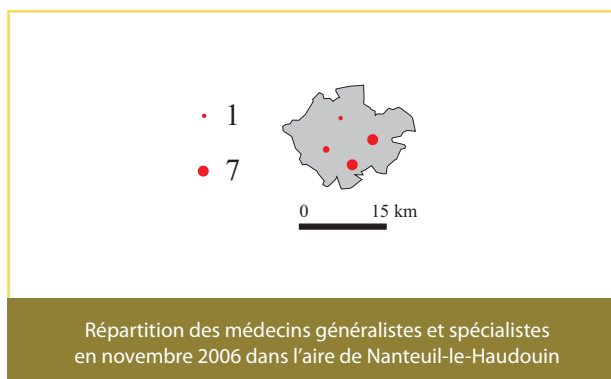 1
7
0 15 km
Répartition des médecins généralistes et spécialistes
en novembre 2006 dans l'aire de Nanteuil-le-Haudouin